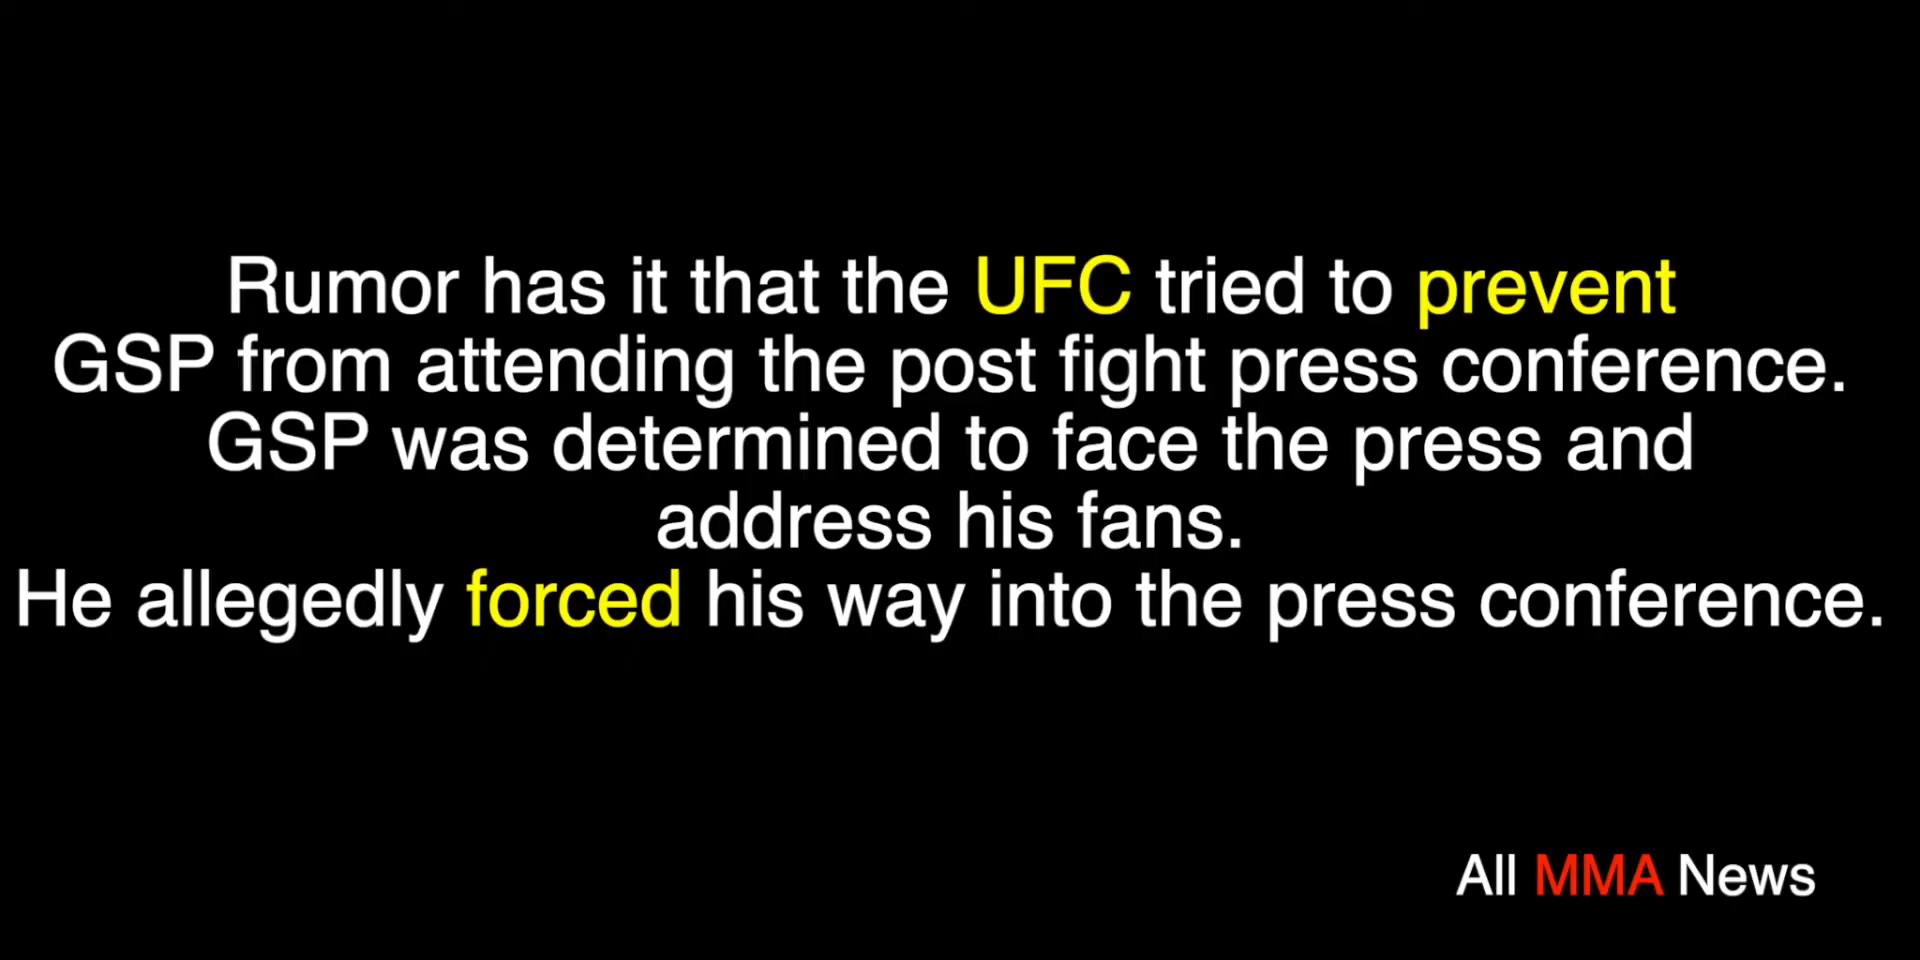 Rumor has it that the UFC tried to prevent
GSP from attending the post fight press conference.
GSP was determined to face the press and
address his fans.
He allegedly forced his way into the press conference.
All MMA News